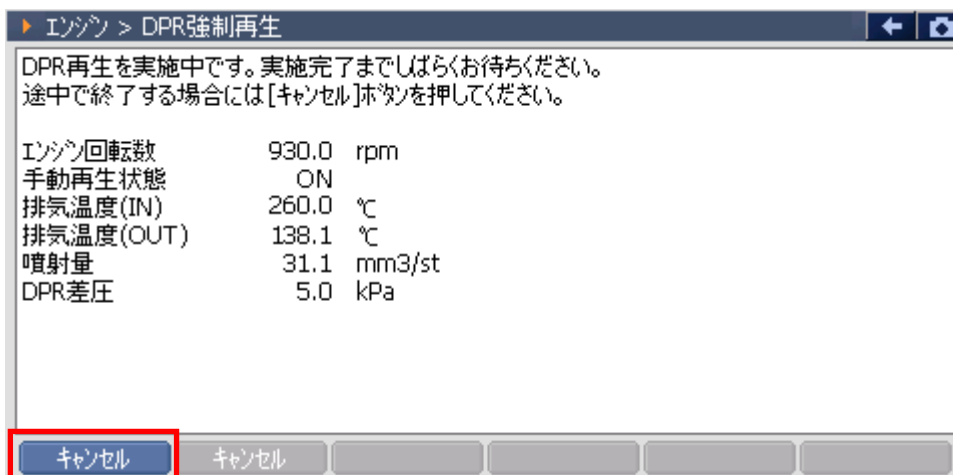 エンジン > DPR強制再生
DPR再生を実施中です。実施完了までしばらくお待ちください。
途中で終了する場合には[キャンセル]ボタンを押してください。
エンジン回転数 930.0 rpm
手動再生状態 ON
排気温度(IN) 260.0 ℃
排気温度(OUT) 138.1 ℃
噴射量 31.1 mm3/st
DPR差圧 5.0 kPa
キャンセル キャンセル